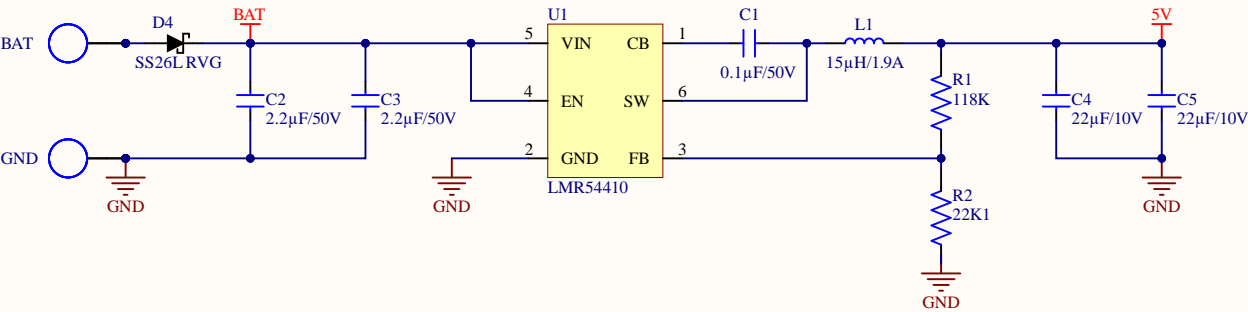 BAT
D4
SS26L RVG
BAT
C2
2.2µF/50V
C3
2.2µF/50V
GND
GND
U1
5
VIN
CB
1
4
EN
SW
6
2
GND
FB
3
LMR54410
GND
C1
0.1µF/50V
L1
15µH/1.9A
R1
118K
R2
22K1
GND
C4
22µF/10V
5V
C5
22µF/10V
GND